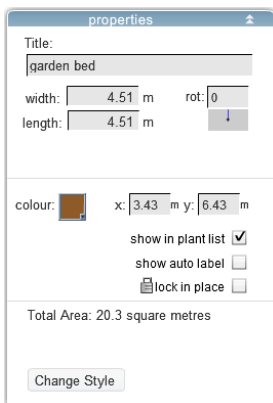 properties
Title:
garden bed
width: 4.51 m rot: 0
length: 4.51 m
colour: x: 3.43 m y: 6.43 m
show in plant list
show auto label
lock in place
Total Area: 20.3 square metres
Change Style